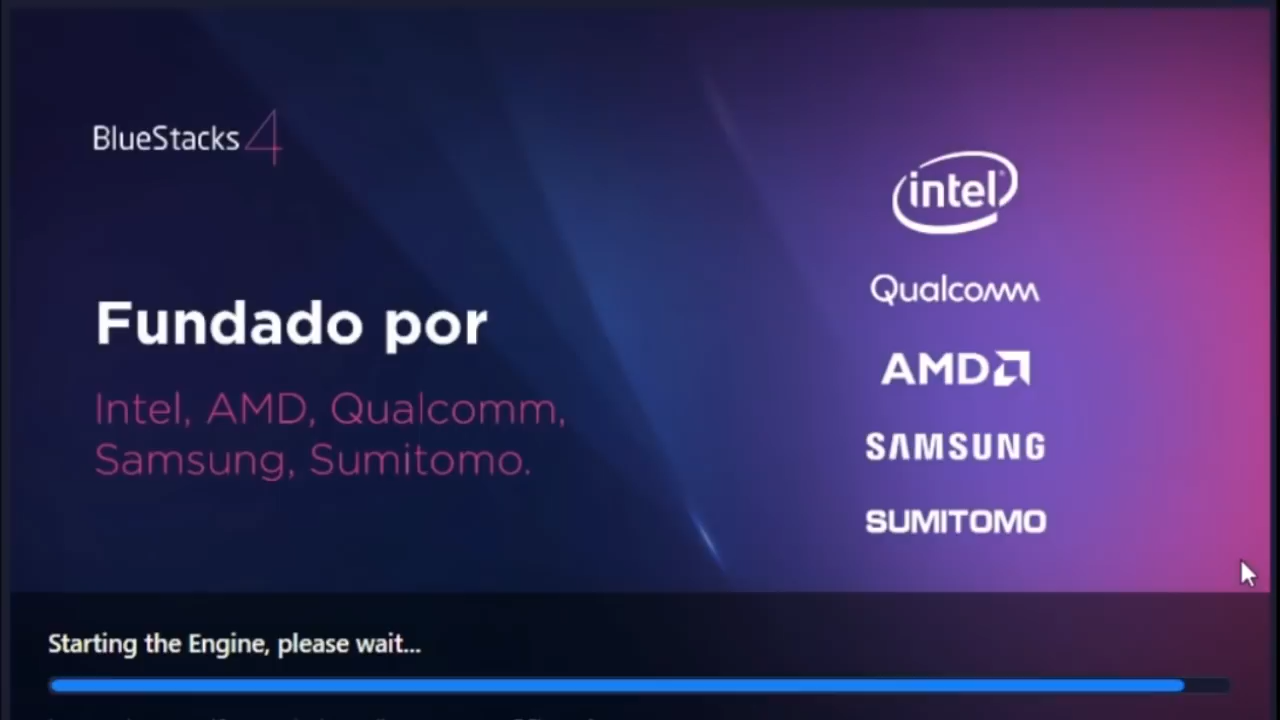 BlueStacks 4
Fundado por
Intel, AMD, Qualcomm,
Samsung, Sumitomo.
intel
Qualcomm
AMD
SAMSUNG
SUMITOMO
Starting the Engine, please wait...